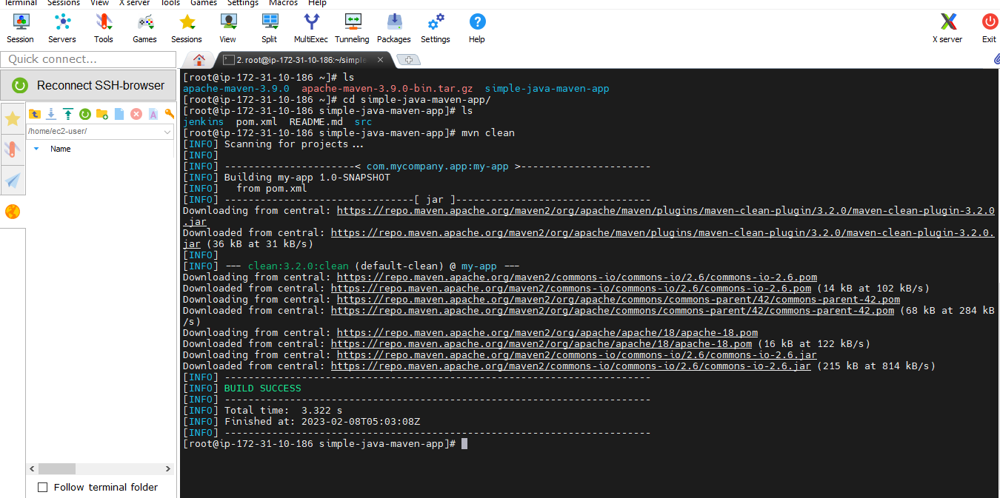 Terminal Sessions View X server Tools Games Settings Macros Help
Session Servers Tools Games Sessions View Split MultiExec Tunneling Packages Settings Help X server Exit
Quick connect...
2. root@ip-172-31-10-186:~/simple
Reconnect SSH-browser
/home/ec2-user/
Name
[root@ip-172-31-10-186 ~]# ls
apache-maven-3.9.0  apache-maven-3.9.0-bin.tar.gz  simple-java-maven-app
[root@ip-172-31-10-186 ~]# cd simple-java-maven-app/
[root@ip-172-31-10-186 simple-java-maven-app]# ls
jenkins  pom.xml  README.md  src
[root@ip-172-31-10-186 simple-java-maven-app]# mvn clean
[INFO] Scanning for projects...
[INFO]
[INFO] ----------------------< com.mycompany.app:my-app >----------------------
[INFO] Building my-app 1.0-SNAPSHOT
[INFO]   from pom.xml
[INFO] --------------------------------[ jar ]---------------------------------
Downloading from central: https://repo.maven.apache.org/maven2/org/apache/maven/plugins/maven-clean-plugin/3.2.0/maven-clean-plugin-3.2.0
.jar
Downloaded from central: https://repo.maven.apache.org/maven2/org/apache/maven/plugins/maven-clean-plugin/3.2.0/maven-clean-plugin-3.2.0.
jar (36 kB at 31 kB/s)
[INFO]
[INFO] --- clean:3.2.0:clean (default-clean) @ my-app ---
Downloading from central: https://repo.maven.apache.org/maven2/commons-io/commons-io/2.6/commons-io-2.6.pom
Downloaded from central: https://repo.maven.apache.org/maven2/commons-io/commons-io/2.6/commons-io-2.6.pom (14 kB at 102 kB/s)
Downloading from central: https://repo.maven.apache.org/maven2/org/apache/commons/commons-parent/42/commons-parent-42.pom
Downloaded from central: https://repo.maven.apache.org/maven2/org/apache/commons/commons-parent/42/commons-parent-42.pom (68 kB at 284 kB
/s)
Downloading from central: https://repo.maven.apache.org/maven2/org/apache/apache/18/apache-18.pom
Downloaded from central: https://repo.maven.apache.org/maven2/org/apache/apache/18/apache-18.pom (16 kB at 122 kB/s)
Downloading from central: https://repo.maven.apache.org/maven2/commons-io/commons-io/2.6/commons-io-2.6.jar
Downloaded from central: https://repo.maven.apache.org/maven2/commons-io/commons-io/2.6/commons-io-2.6.jar (215 kB at 814 kB/s)
[INFO] ------------------------------------------------------------------------
[INFO] BUILD SUCCESS
[INFO] ------------------------------------------------------------------------
[INFO] Total time:  3.322 s
[INFO] Finished at: 2023-02-08T05:03:08Z
[INFO] ------------------------------------------------------------------------
[root@ip-172-31-10-186 simple-java-maven-app]#
Follow terminal folder